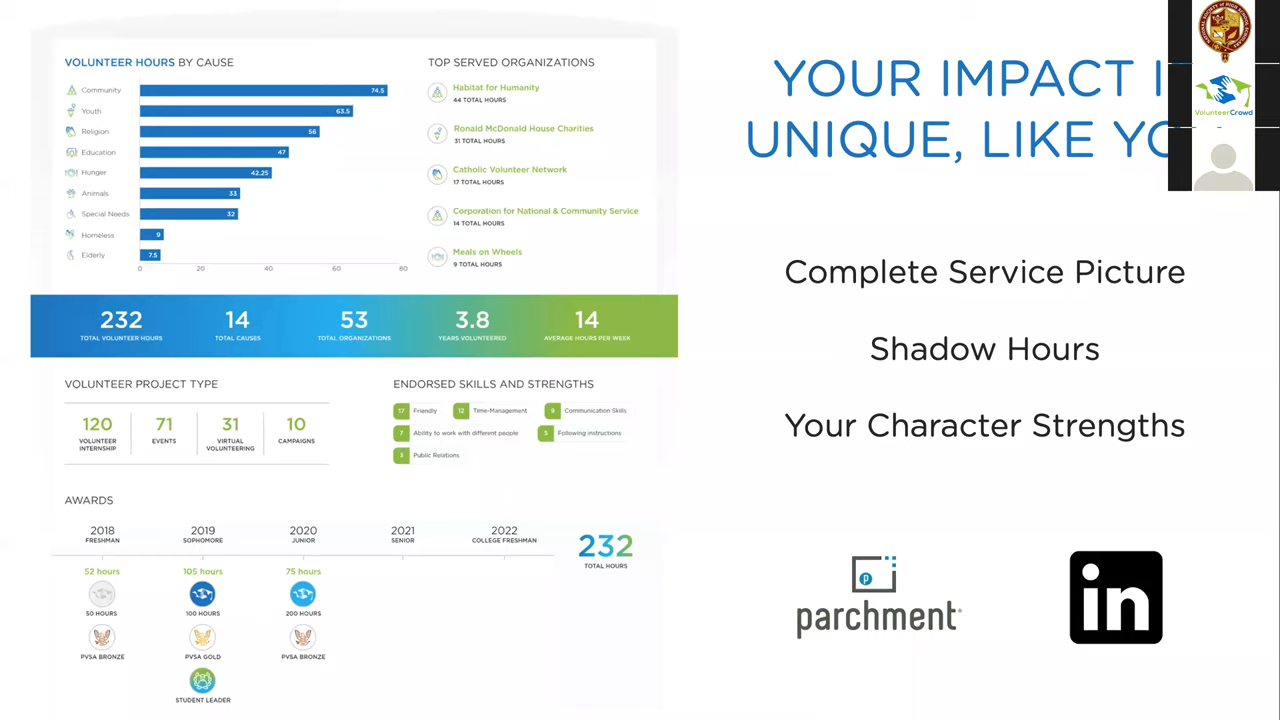 VOLUNTEER HOURS BY CAUSE
Community 74.5
Youth 63.5
Religion 56
Education 47
Hunger 42.25
Animals 33
Special Needs 32
Homeless 9
Elderly 7.5
0 20 40 60 80
TOP SERVED ORGANIZATIONS
Habitat for Humanity
44 TOTAL HOURS
Ronald McDonald House Charities
31 TOTAL HOURS
Catholic Volunteer Network
17 TOTAL HOURS
Corporation for National & Community Service
14 TOTAL HOURS
Meals on Wheels
9 TOTAL HOURS
232 14 53 3.8 14
TOTAL VOLUNTEER HOURS TOTAL CAUSES TOTAL ORGANIZATIONS YEARS VOLUNTEERED AVERAGE HOURS PER WEEK
VOLUNTEER PROJECT TYPE
120 71 31 10
VOLUNTEER INTERNSHIP EVENTS VIRTUAL VOLUNTEERING CAMPAIGNS
ENDORSED SKILLS AND STRENGTHS
17 Friendly 12 Time-Management 9 Communication Skills
7 Ability to work with different people 5 Following instructions
3 Public Relations
AWARDS
2018 2019 2020 2021 2022
FRESHMAN SOPHOMORE JUNIOR SENIOR COLLEGE FRESHMAN
232
TOTAL HOURS
52 hours 105 hours 75 hours
50 HOURS 100 HOURS 200 HOURS
PVSA BRONZE PVSA GOLD PVSA BRONZE
STUDENT LEADER
YOUR IMPACT I
UNIQUE, LIKE YO
VolunteerCrowd
Complete Service Picture
Shadow Hours
Your Character Strengths
p
parchment
in